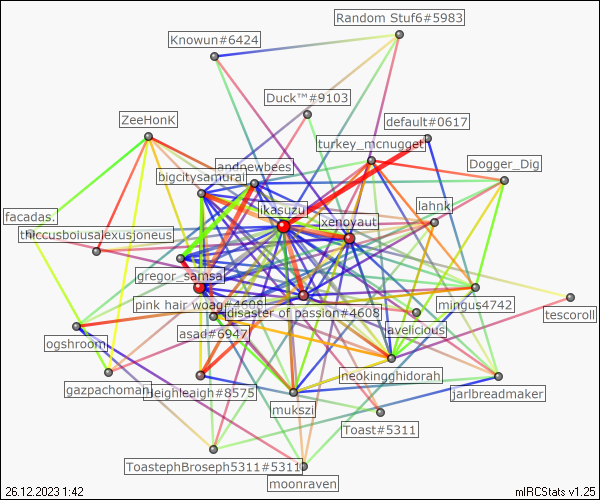 Random Stuf6#5983
Knowun#6424
Duck™#9103
ZeeHonK
default#0617
turkey_mcnugget
andnewbees
Dogger_Dig
bigcitysamurai
ikasuzu
lahnk
facadas.
xenoyaut
thiccusboiusalexusjoneus
gregor_samsa
pink hair woag#4608
mingus4742
tescoroll
disaster of passion#4608
asad#6947
avelicious
ogshroom
neokingghidorah
gazpachoman
Heighleaigh#8575
jarlbreadmaker
mukszi
Toast#5311
ToastephBroseph5311#5311
moonraven
26.12.2023 1:42
mIRCStats v1.25